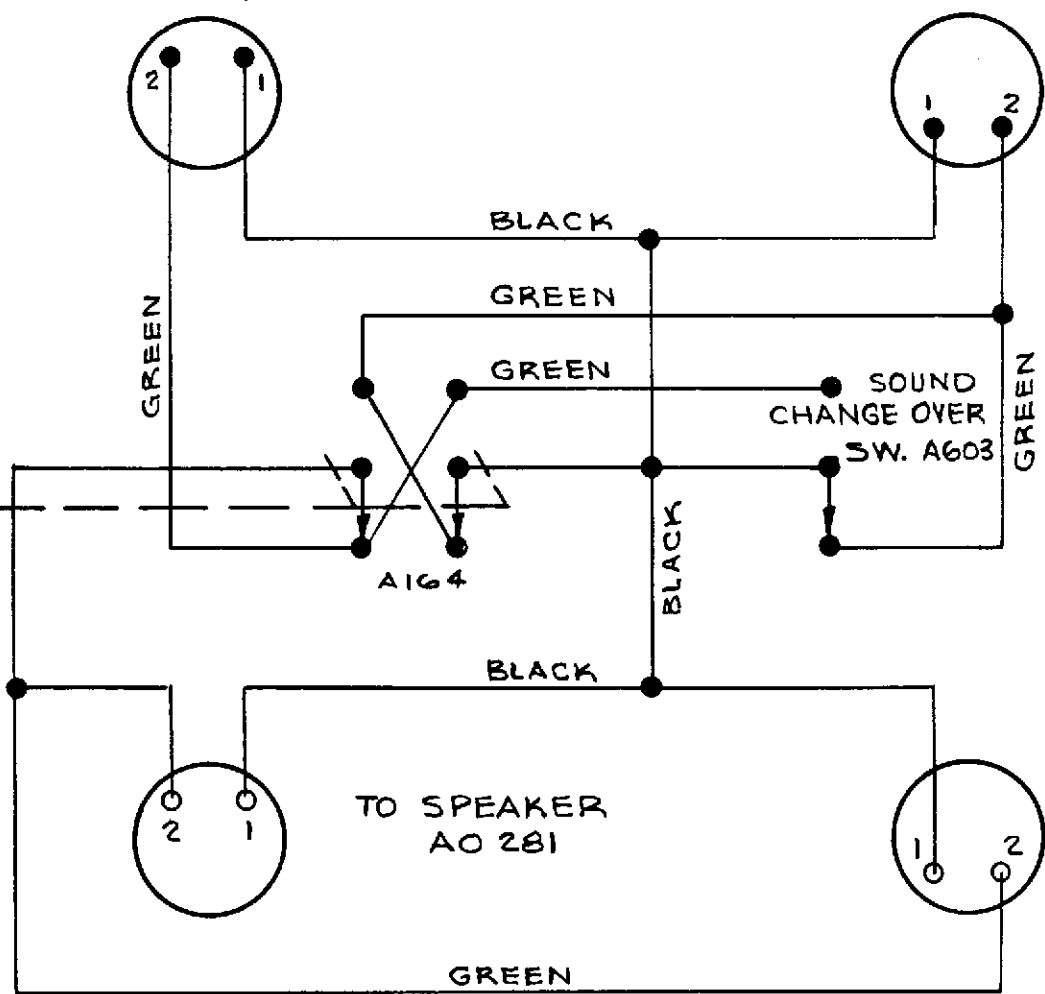 2 1
1 2
BLACK
GREEN
GREEN
GREEN
SOUND
CHANGE OVER
SW. A603
GREEN
A164
BLACK
BLACK
TO SPEAKER
AO 281
2 1
1 2
GREEN